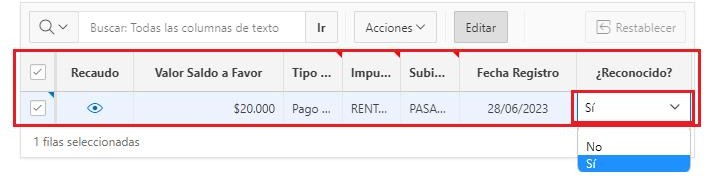 Buscar: Todas las columnas de texto Ir Acciones Editar Restablecer
Recaudo Valor Saldo a Favor Tipo ... Impu... Subi... Fecha Registro ¿Reconocido?
$20.000 Pago ... RENT... PASA... 28/06/2023 Sí
No
Sí
1 filas seleccionadas